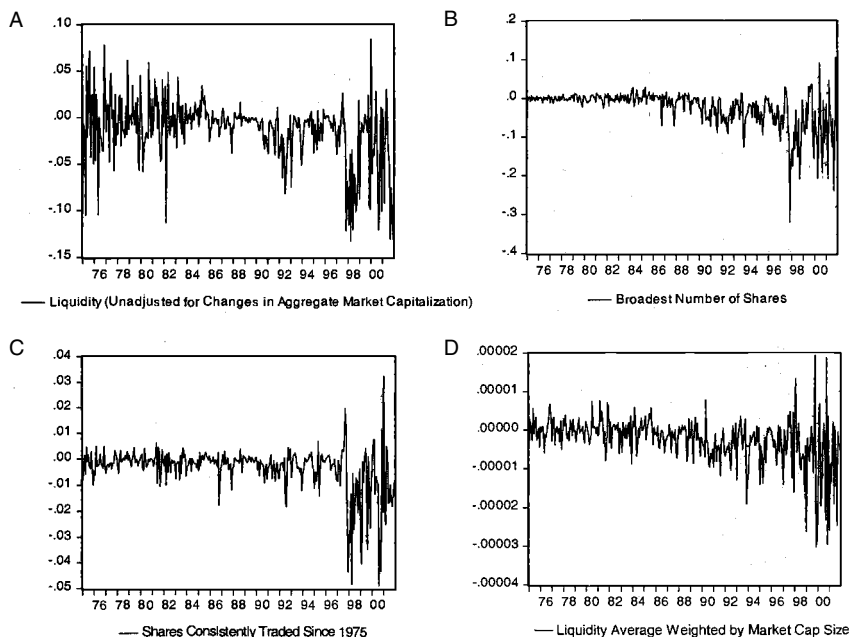 A
.10
.05
.00
-.05
-.10
-.15
76 78 80 82 84 86 88 90 92 94 96 98 00
Liquidity (Unadjusted for Changes in Aggregate Market Capitalization)
B
.2
.1
.0
-.1
-.2
-.3
-.4
76 78 80 82 84 86 88 90 92 94 96 98 00
Broadest Number of Shares
C
.04
.03
.02
.01
.00
-.01
-.02
-.03
-.04
-.05
76 78 80 82 84 86 88 90 92 94 96 98 00
Shares Consistently Traded Since 1975
D
.00002
.00001
.00000
-.00001
-.00002
-.00003
-.00004
76 78 80 82 84 86 88 90 92 94 96 98 00
Liquidity Average Weighted by Market Cap Size